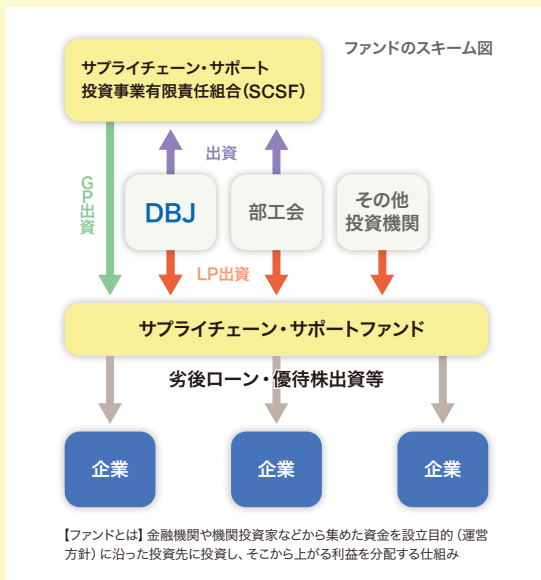 ファンドのスキーム図
サプライチェーン・サポート
投資事業有限責任組合（SCSF）
出資
GP出資
DBJ
部工会
その他
投資機関
LP出資
サプライチェーン・サポートファンド
劣後ローン・優待株出資等
企業
企業
企業
【ファンドとは】金融機関や機関投資家などから集めた資金を設立目的（運営
方針）に沿った投資先に投資し、そこから上がる利益を分配する仕組み